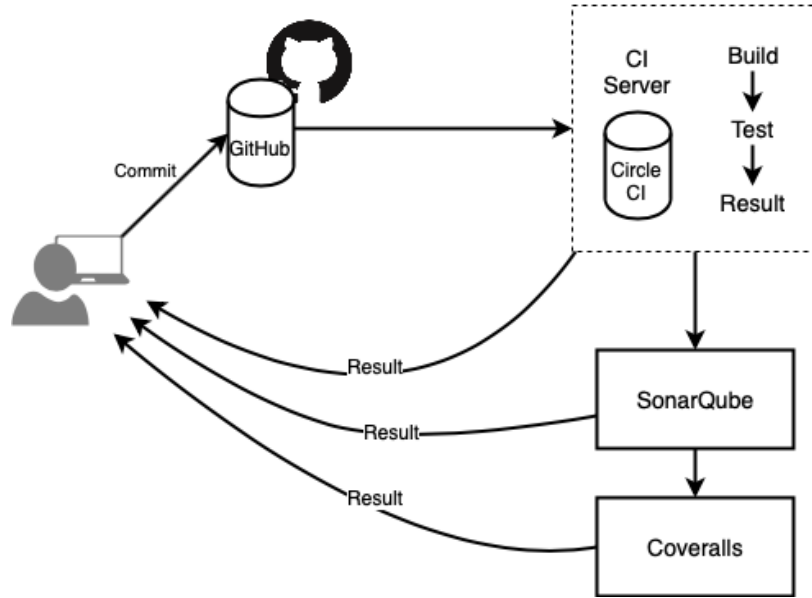 Commit
GitHub
CI
Server
Circle
CI
Build
Test
Result
Result
Result
Result
SonarQube
Coveralls